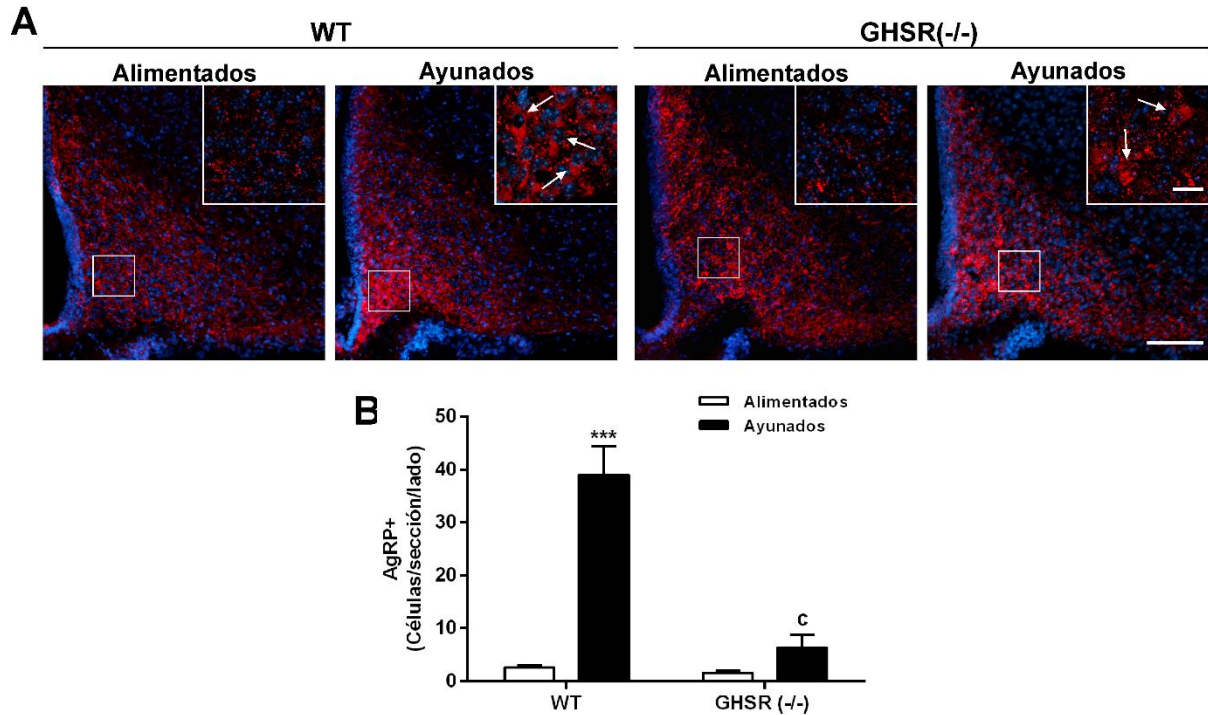 A
WT GHSR(-/-)
Alimentados Ayunados Alimentados Ayunados
B
Alimentados
Ayunados
50
40
30
20
10
0
AgRP+
(Células/sección/lado)
***
c
WT GHSR (-/-)